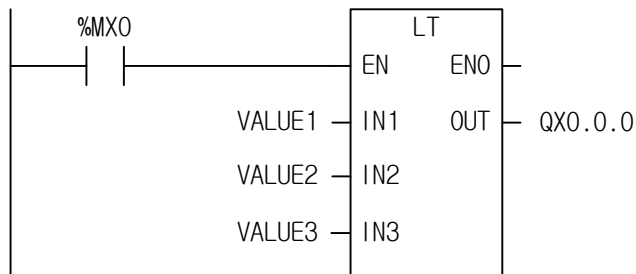 %MX0
LT
EN ENO
VALUE1 IN1 OUT QX0.0.0
VALUE2 IN2
VALUE3 IN3